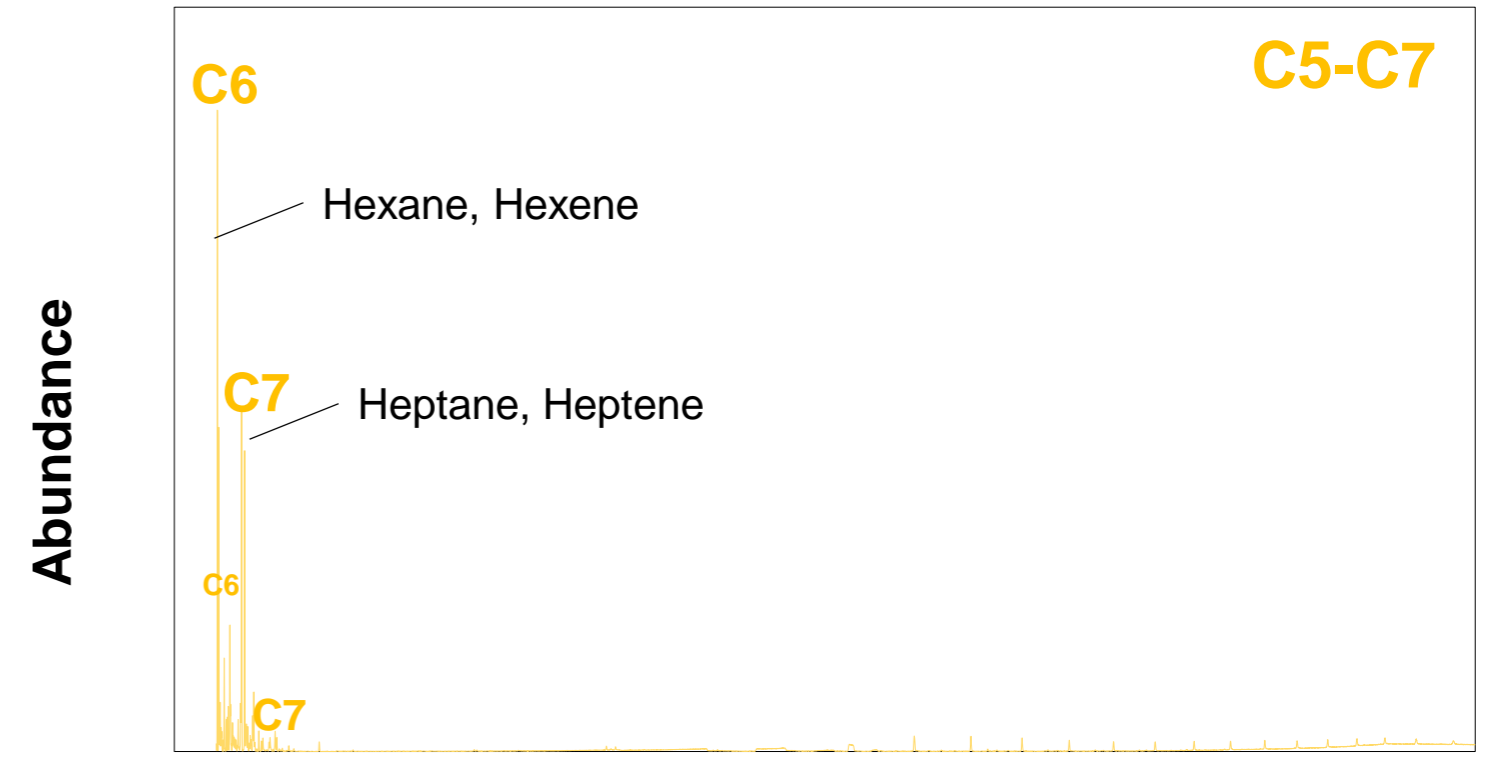 C6
C5-C7
Hexane, Hexene
C7
Heptane, Heptene
C6
C7
Abundance